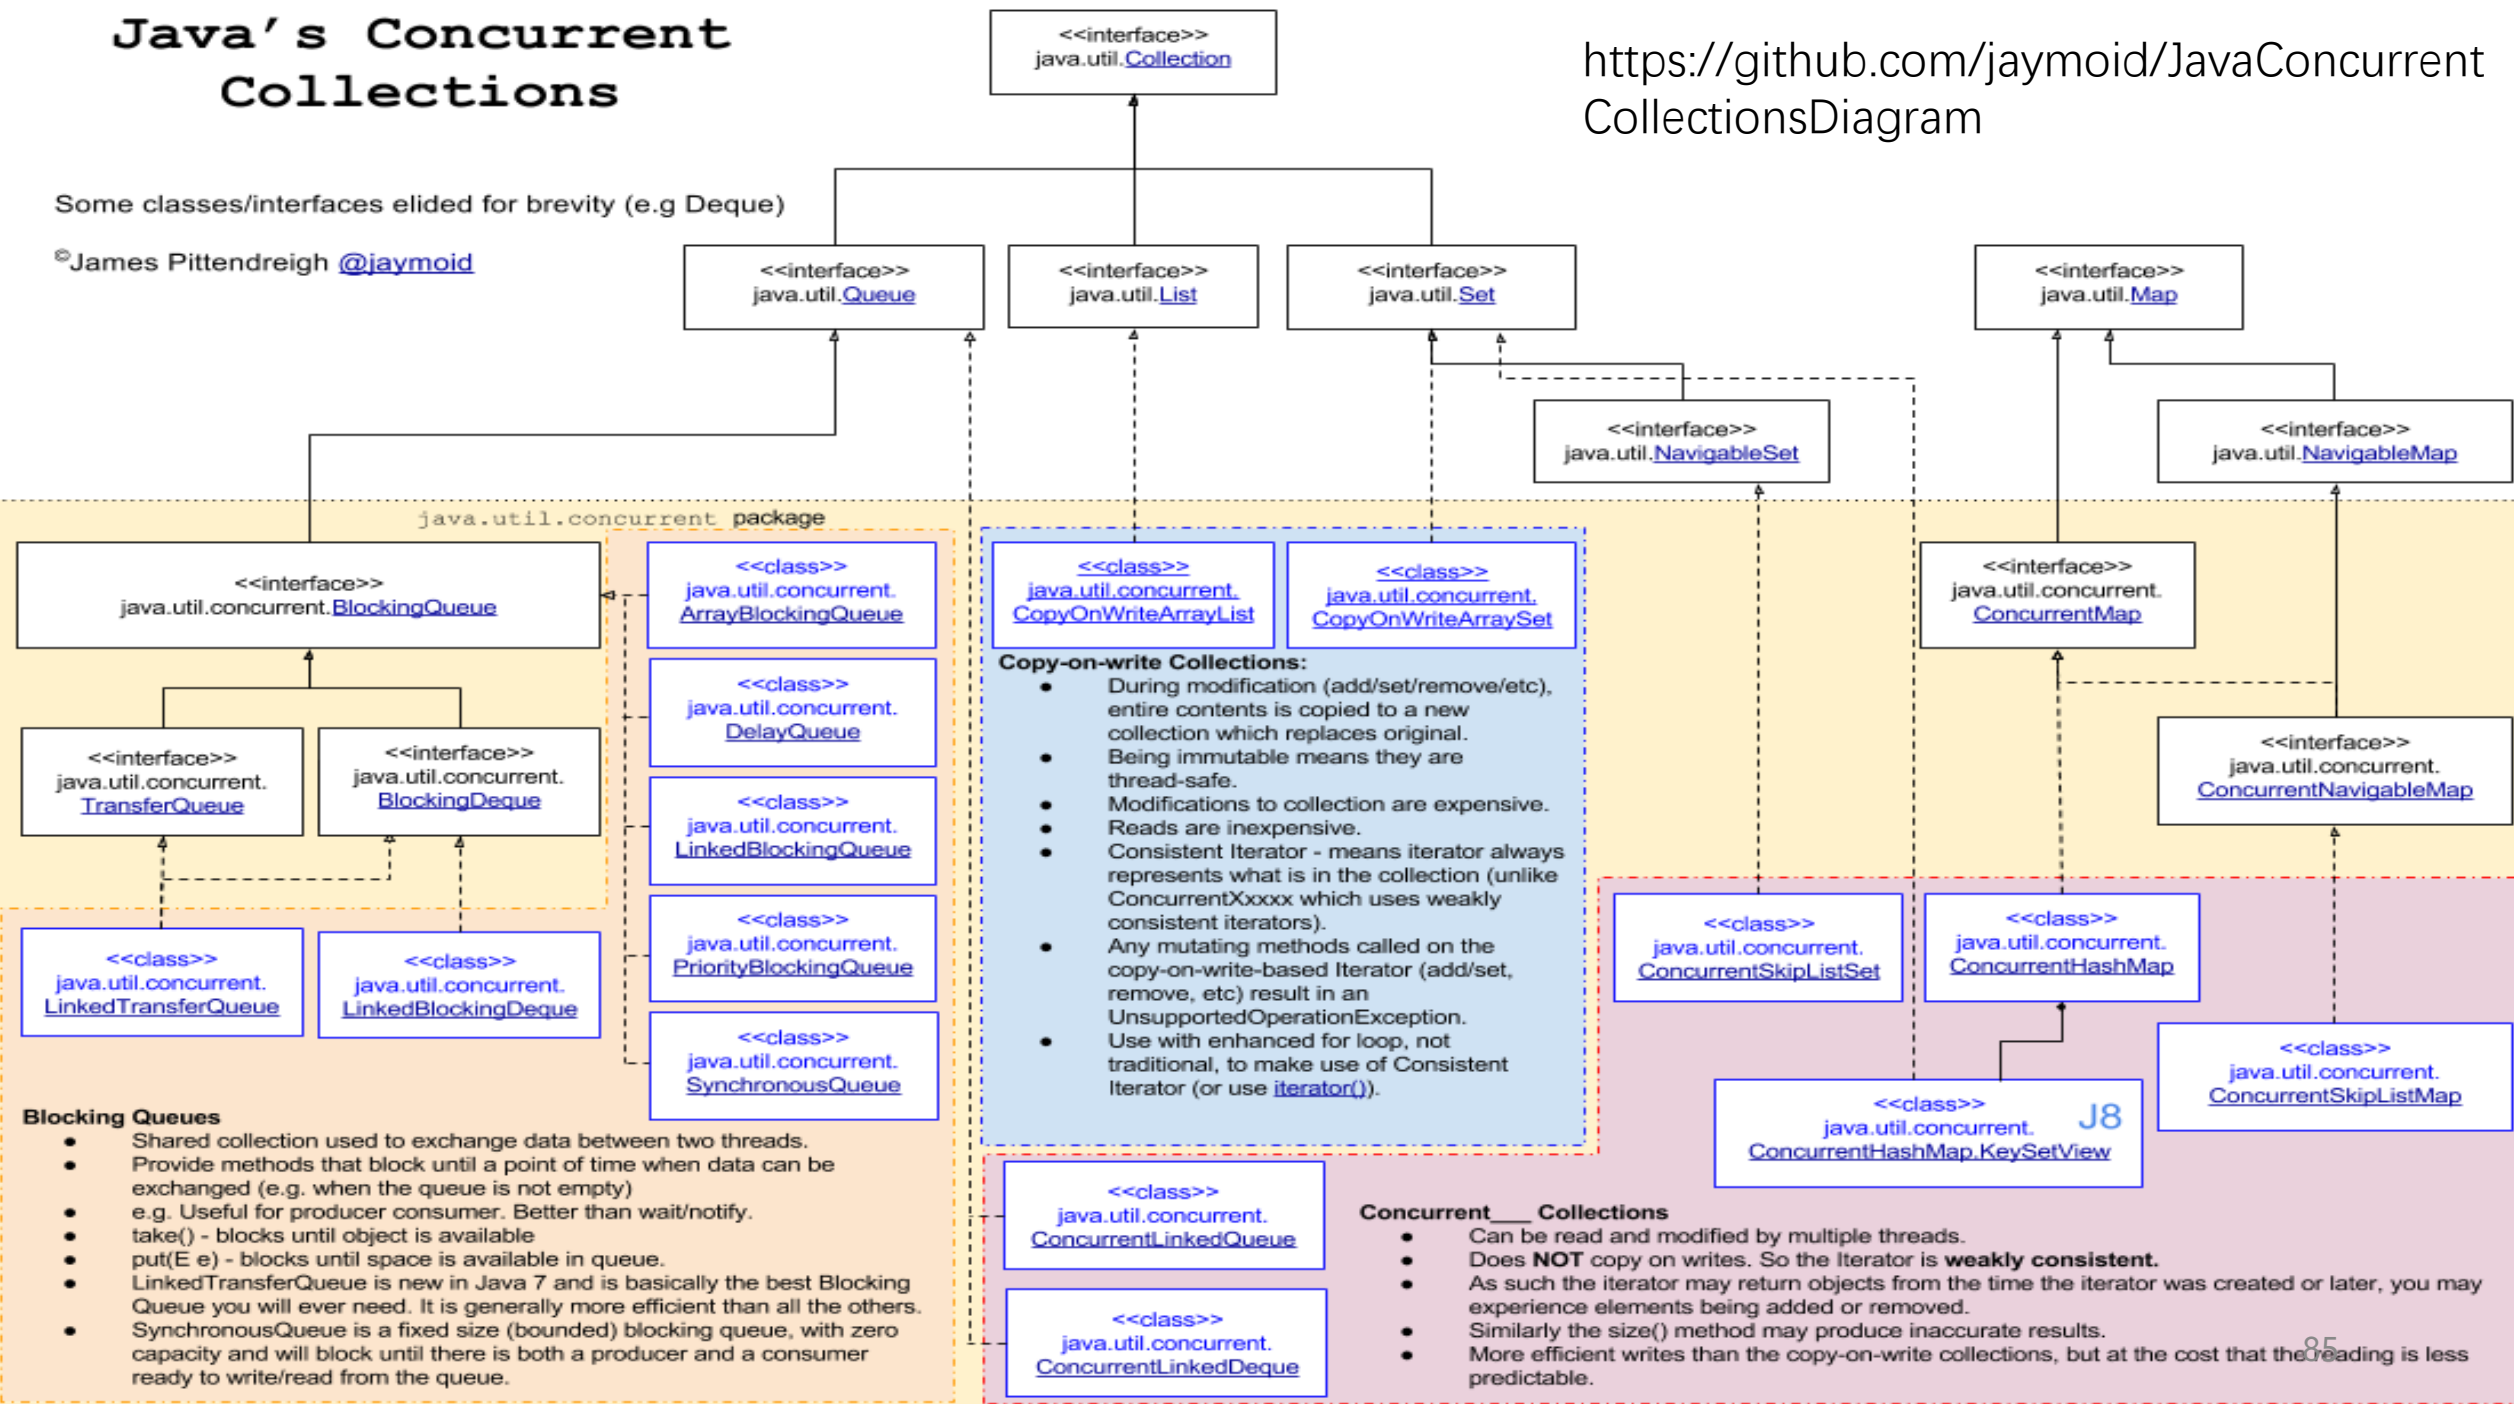 Java's Concurrent
Collections
https://github.com/jaymoid/JavaConcurrent
CollectionsDiagram
Some classes/interfaces elided for brevity (e.g Deque)
©James Pittendreigh @jaymoid
<<interface>>
java.util.Collection
<<interface>>
java.util.Queue
<<interface>>
java.util.List
<<interface>>
java.util.Set
<<interface>>
java.util.Map
<<interface>>
java.util.NavigableSet
<<interface>>
java.util.NavigableMap
java.util.concurrent package
<<interface>>
java.util.concurrent.BlockingQueue
<<interface>>
java.util.concurrent.
TransferQueue
<<interface>>
java.util.concurrent.
BlockingDeque
<<class>>
java.util.concurrent.
LinkedTransferQueue
<<class>>
java.util.concurrent.
LinkedBlockingDeque
<<class>>
java.util.concurrent.
ArrayBlockingQueue
<<class>>
java.util.concurrent.
DelayQueue
<<class>>
java.util.concurrent.
LinkedBlockingQueue
<<class>>
java.util.concurrent.
PriorityBlockingQueue
<<class>>
java.util.concurrent.
SynchronousQueue
Blocking Queues
● Shared collection used to exchange data between two threads.
● Provide methods that block until a point of time when data can be
exchanged (e.g. when the queue is not empty)
● e.g. Useful for producer consumer. Better than wait/notify.
● take() - blocks until object is available
● put(E e) - blocks until space is available in queue.
● LinkedTransferQueue is new in Java 7 and is basically the best Blocking
Queue you will ever need. It is generally more efficient than all the others.
● SynchronousQueue is a fixed size (bounded) blocking queue, with zero
capacity and will block until there is both a producer and a consumer
ready to write/read from the queue.
<<class>>
java.util.concurrent.
CopyOnWriteArrayList
<<class>>
java.util.concurrent.
CopyOnWriteArraySet
Copy-on-write Collections:
● During modification (add/set/remove/etc),
entire contents is copied to a new
collection which replaces original.
● Being immutable means they are
thread-safe.
● Modifications to collection are expensive.
● Reads are inexpensive.
● Consistent Iterator - means iterator always
represents what is in the collection (unlike
ConcurrentXxxxx which uses weakly
consistent iterators).
● Any mutating methods called on the
copy-on-write-based Iterator (add/set,
remove, etc) result in an
UnsupportedOperationException.
● Use with enhanced for loop, not
traditional, to make use of Consistent
Iterator (or use iterator()).
<<interface>>
java.util.concurrent.
ConcurrentMap
<<interface>>
java.util.concurrent.
ConcurrentNavigableMap
<<class>>
java.util.concurrent.
ConcurrentSkipListSet
<<class>>
java.util.concurrent.
ConcurrentHashMap
<<class>>
java.util.concurrent.
ConcurrentSkipListMap
<<class>>
java.util.concurrent.
ConcurrentHashMap.KeySetView
J8
<<class>>
java.util.concurrent.
ConcurrentLinkedQueue
<<class>>
java.util.concurrent.
ConcurrentLinkedDeque
Concurrent___ Collections
● Can be read and modified by multiple threads.
● Does NOT copy on writes. So the Iterator is weakly consistent.
● As such the iterator may return objects from the time the iterator was created or later, you may
experience elements being added or removed.
● Similarly the size() method may produce inaccurate results.
● More efficient writes than the copy-on-write collections, but at the cost that the reading is less
predictable.
85